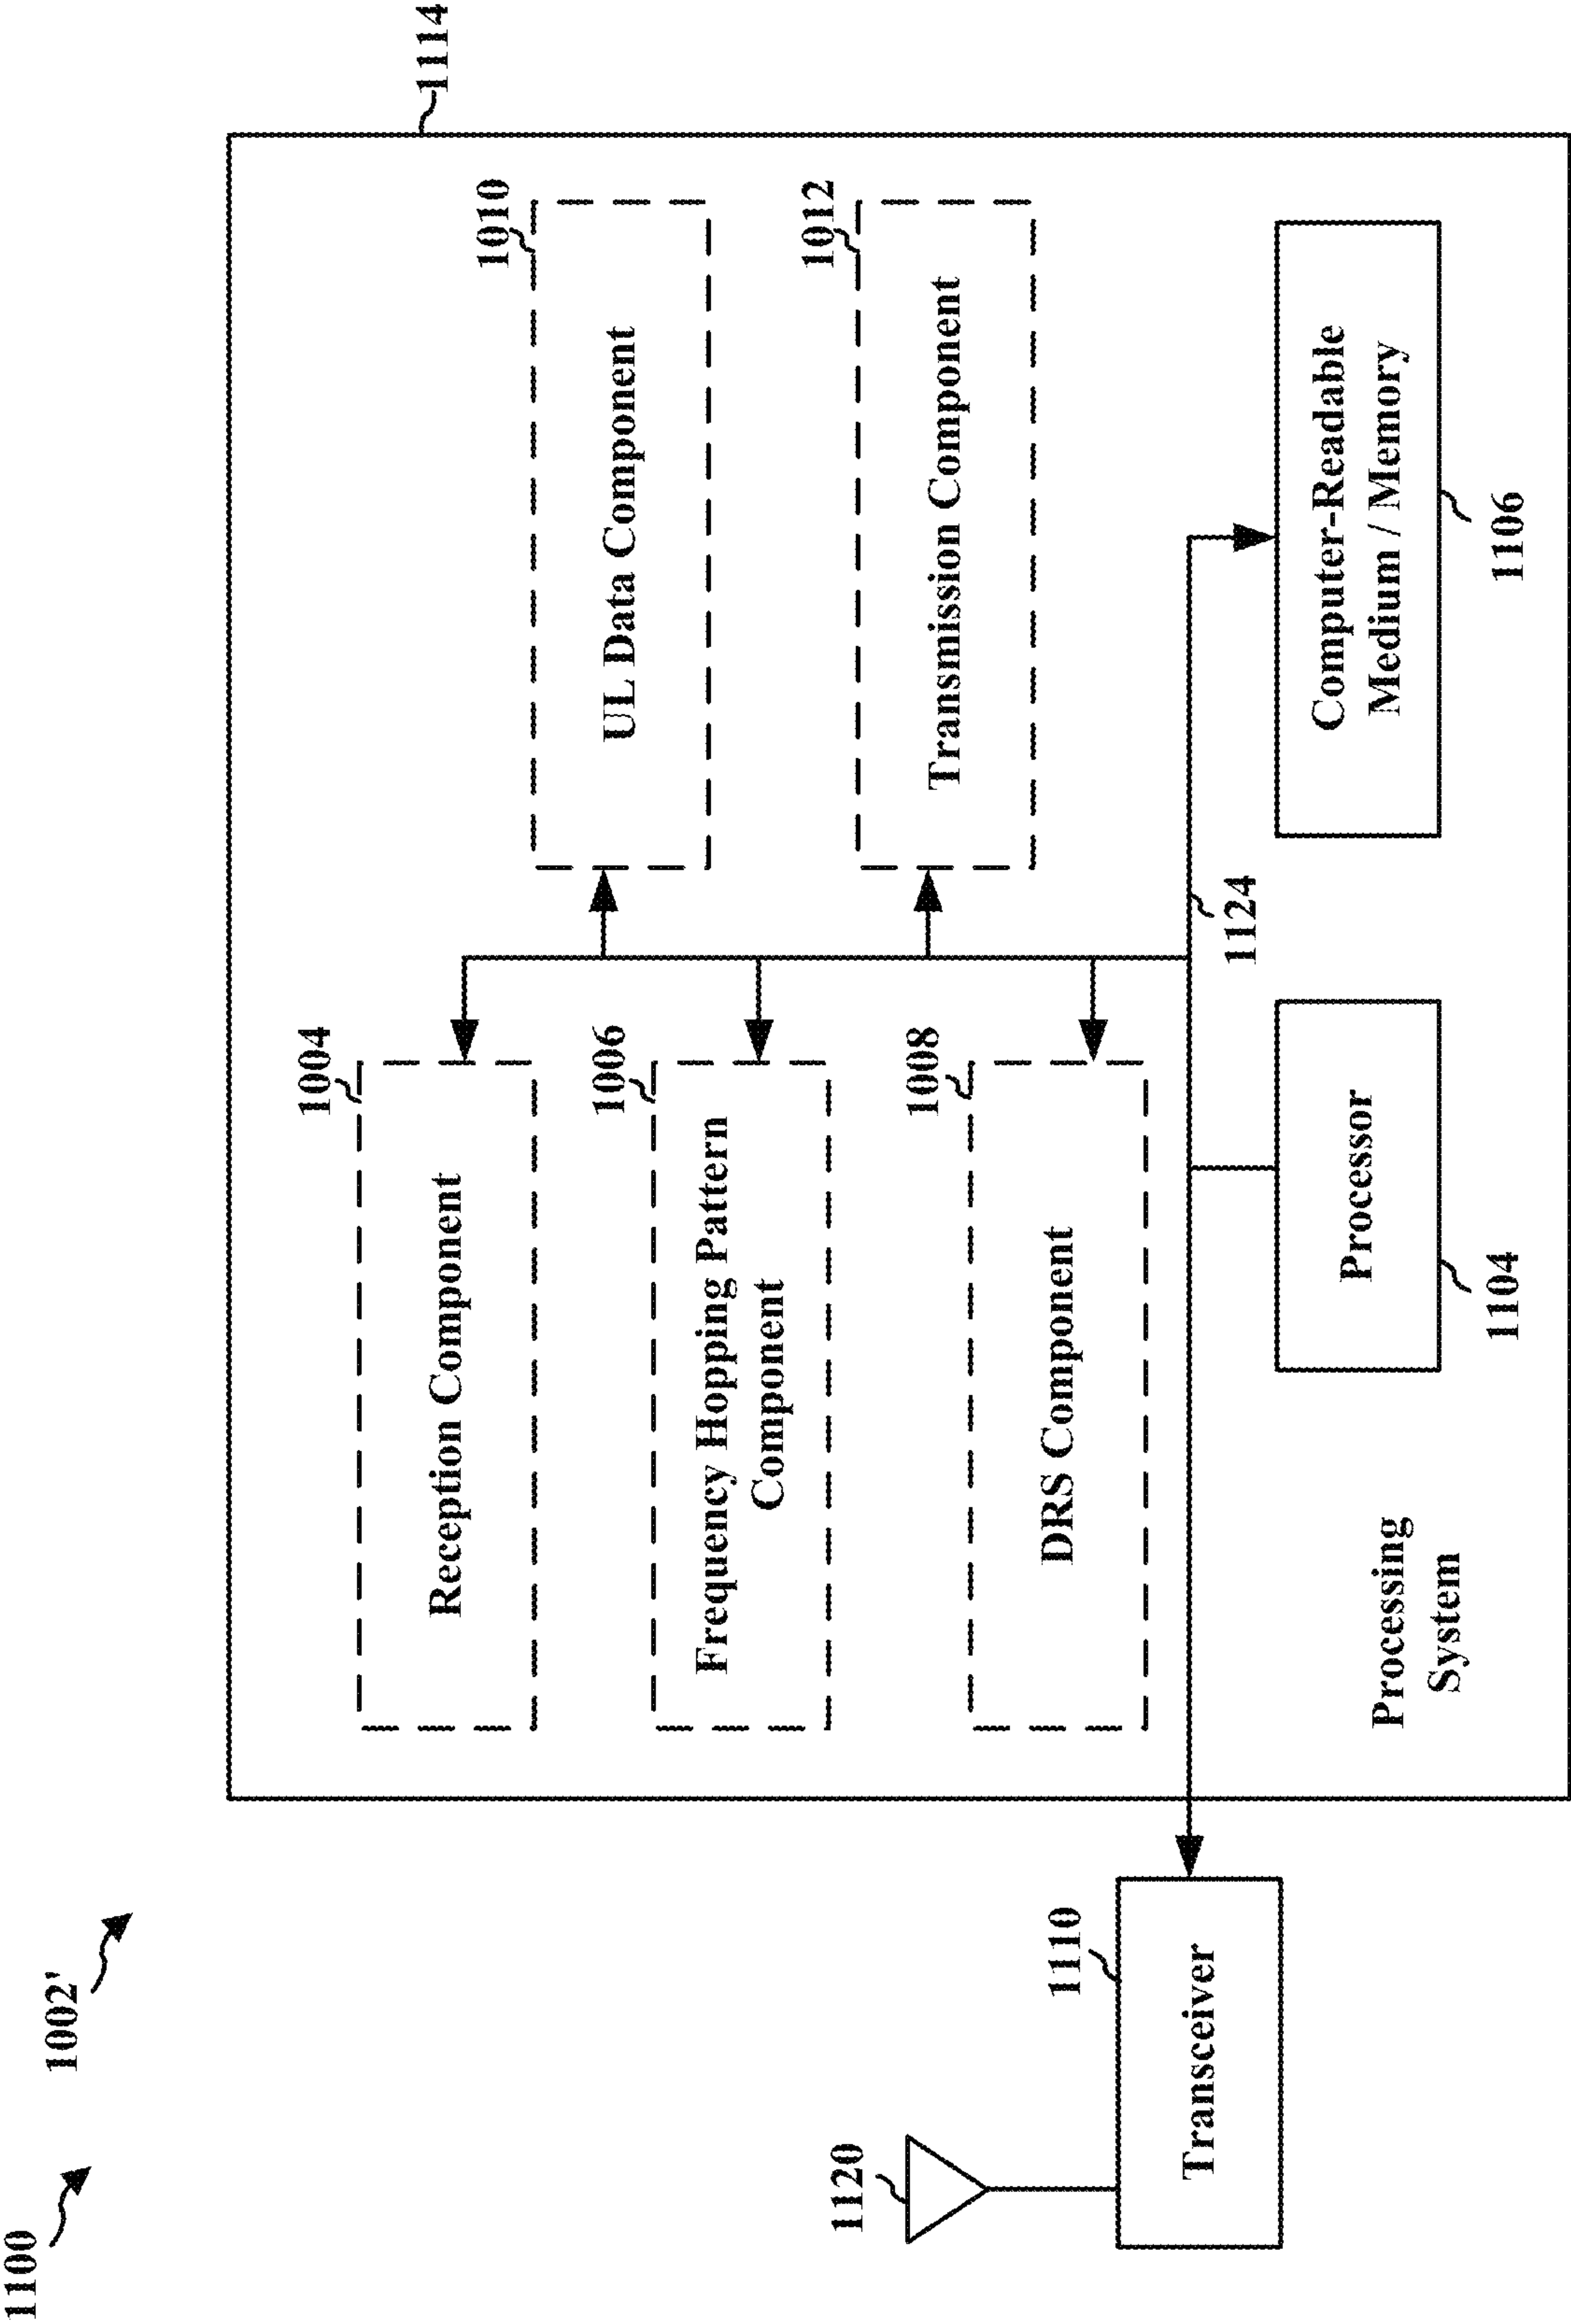 1100
1002'
1114
1004
Reception Component
1010
UL Data Component
1006
Frequency Hopping Pattern
Component
1012
Transmission Component
1008
DRS Component
1120
1110
Transceiver
1124
Processing
System
Processor
1104
Computer-Readable
Medium / Memory
1106